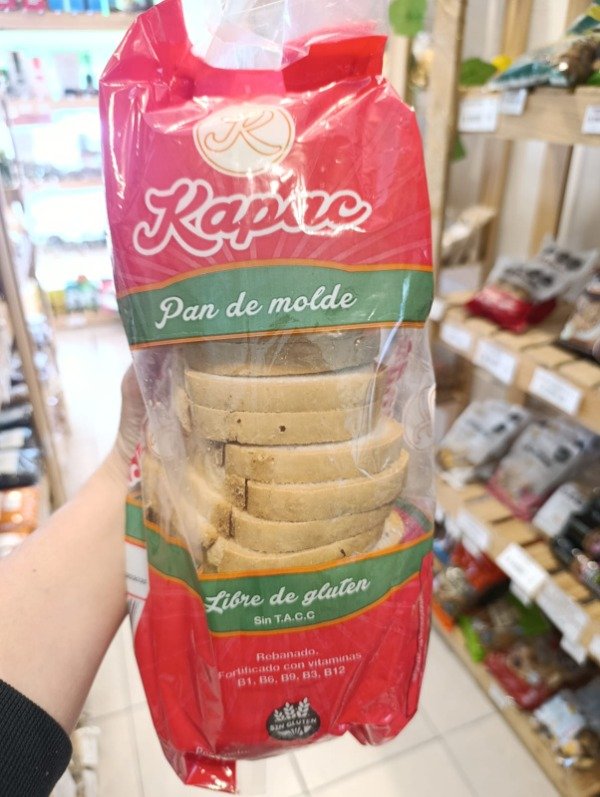 K
Kapac
Pan de molde
Libre de gluten
Sin T.A.C.C
Rebanado.
Fortificado con vitaminas
B1, B6, B9, B3, B12
SIN GLUTEN